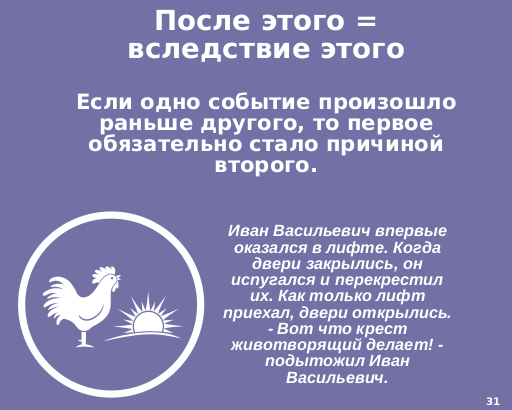 После этого =
вследствие этого
Если одно событие произошло
раньше другого, то первое
обязательно стало причиной
второго.
Иван Васильевич впервые
оказался в лифте. Когда
двери закрылись, он
испугался и перекрестил
их. Как только лифт
приехал, двери открылись.
- Вот что крест
животворящий делает! -
подытожил Иван
Васильевич.
31